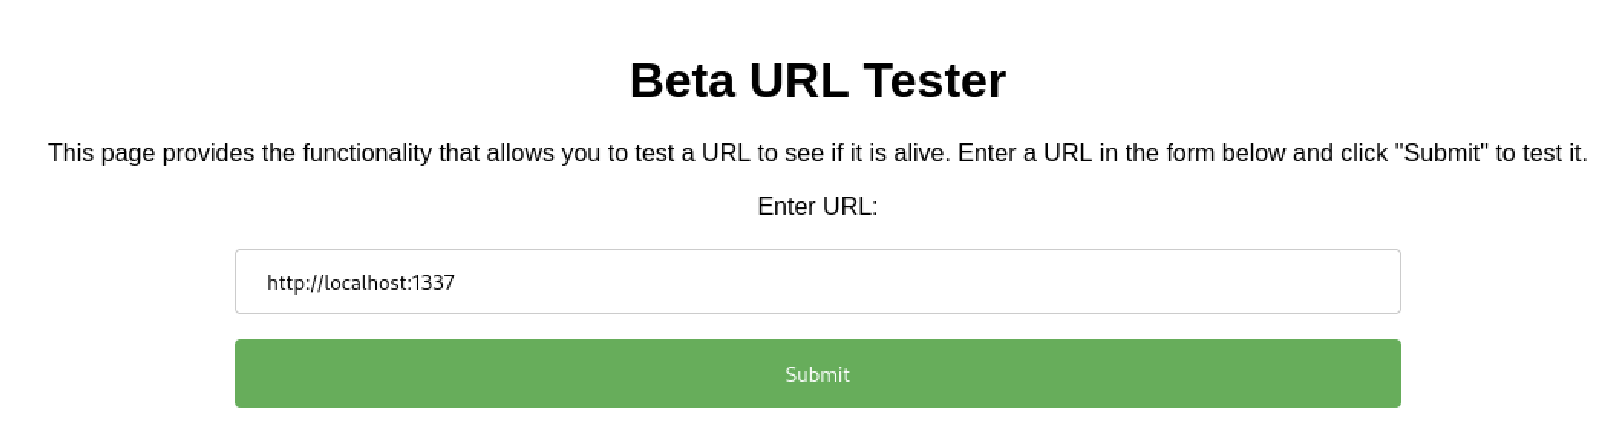 Beta URL Tester
This page provides the functionality that allows you to test a URL to see if it is alive. Enter a URL in the form below and click "Submit" to test it.
Enter URL:
http://localhost:1337
Submit